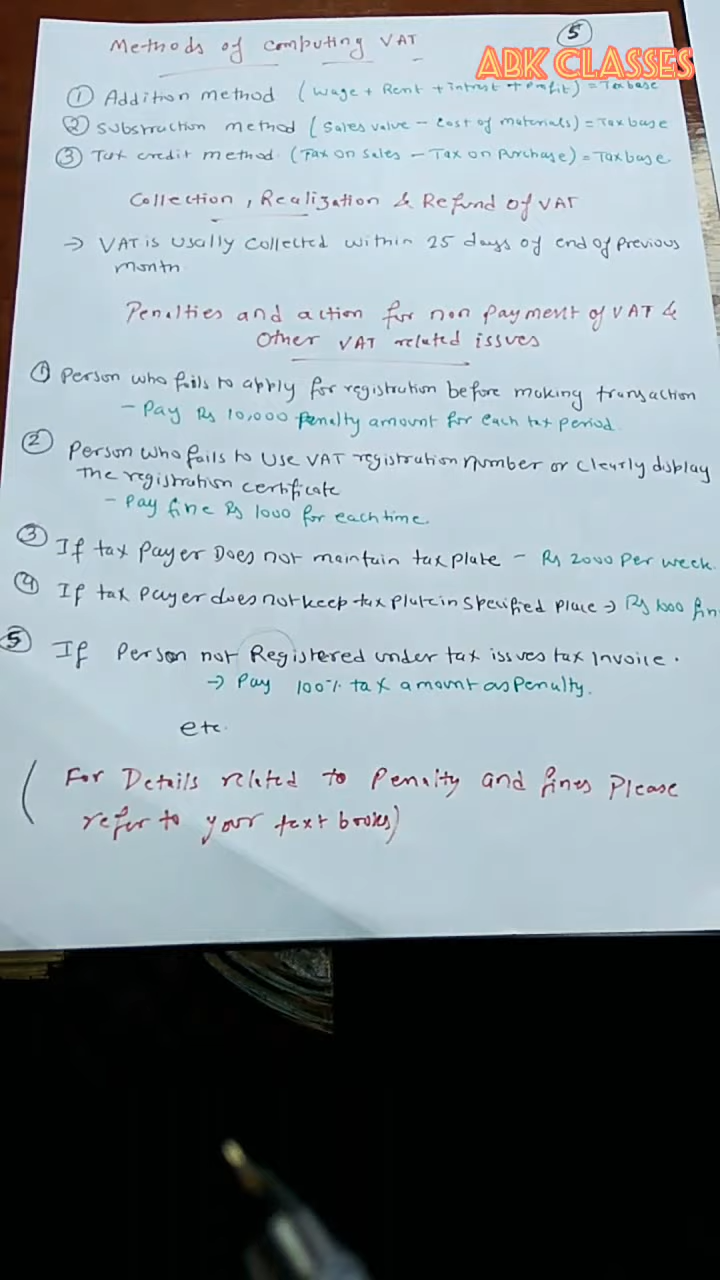 5
ABK CLASSES
Methods of computing VAT
① Addition method (wage + Rent + intrest + Profit) = Tax base
② Substraction method (Sales value - Cost of materials) = Tax base
③ Tax credit method (Tax on Sales - Tax on Purchase) = Tax base.
Collection, Realization & Refund of VAT
→ VAT is usally collected within 25 days of end of previous
month
Penalties and action for non payment of VAT &
Other VAT related issues
① Person who fails to apply for registration before making transaction
- Pay Rs 10,000 Penalty amount for each tax period
② Person who fails to use VAT registration number or clearly display
the registration certificate
- Pay fine Rs 1000 for each time.
③ If tax payer Does not maintain tax plate - Rs 2000 per week.
④ If tax payer does not keep tax plate in specified place → Rs 1000 fin
⑤ If person not Registered under tax issues tax invoice.
→ Pay 100% tax amount as Penalty.
etc.
(For Details related to Penalty and fines Please
refer to your text books)